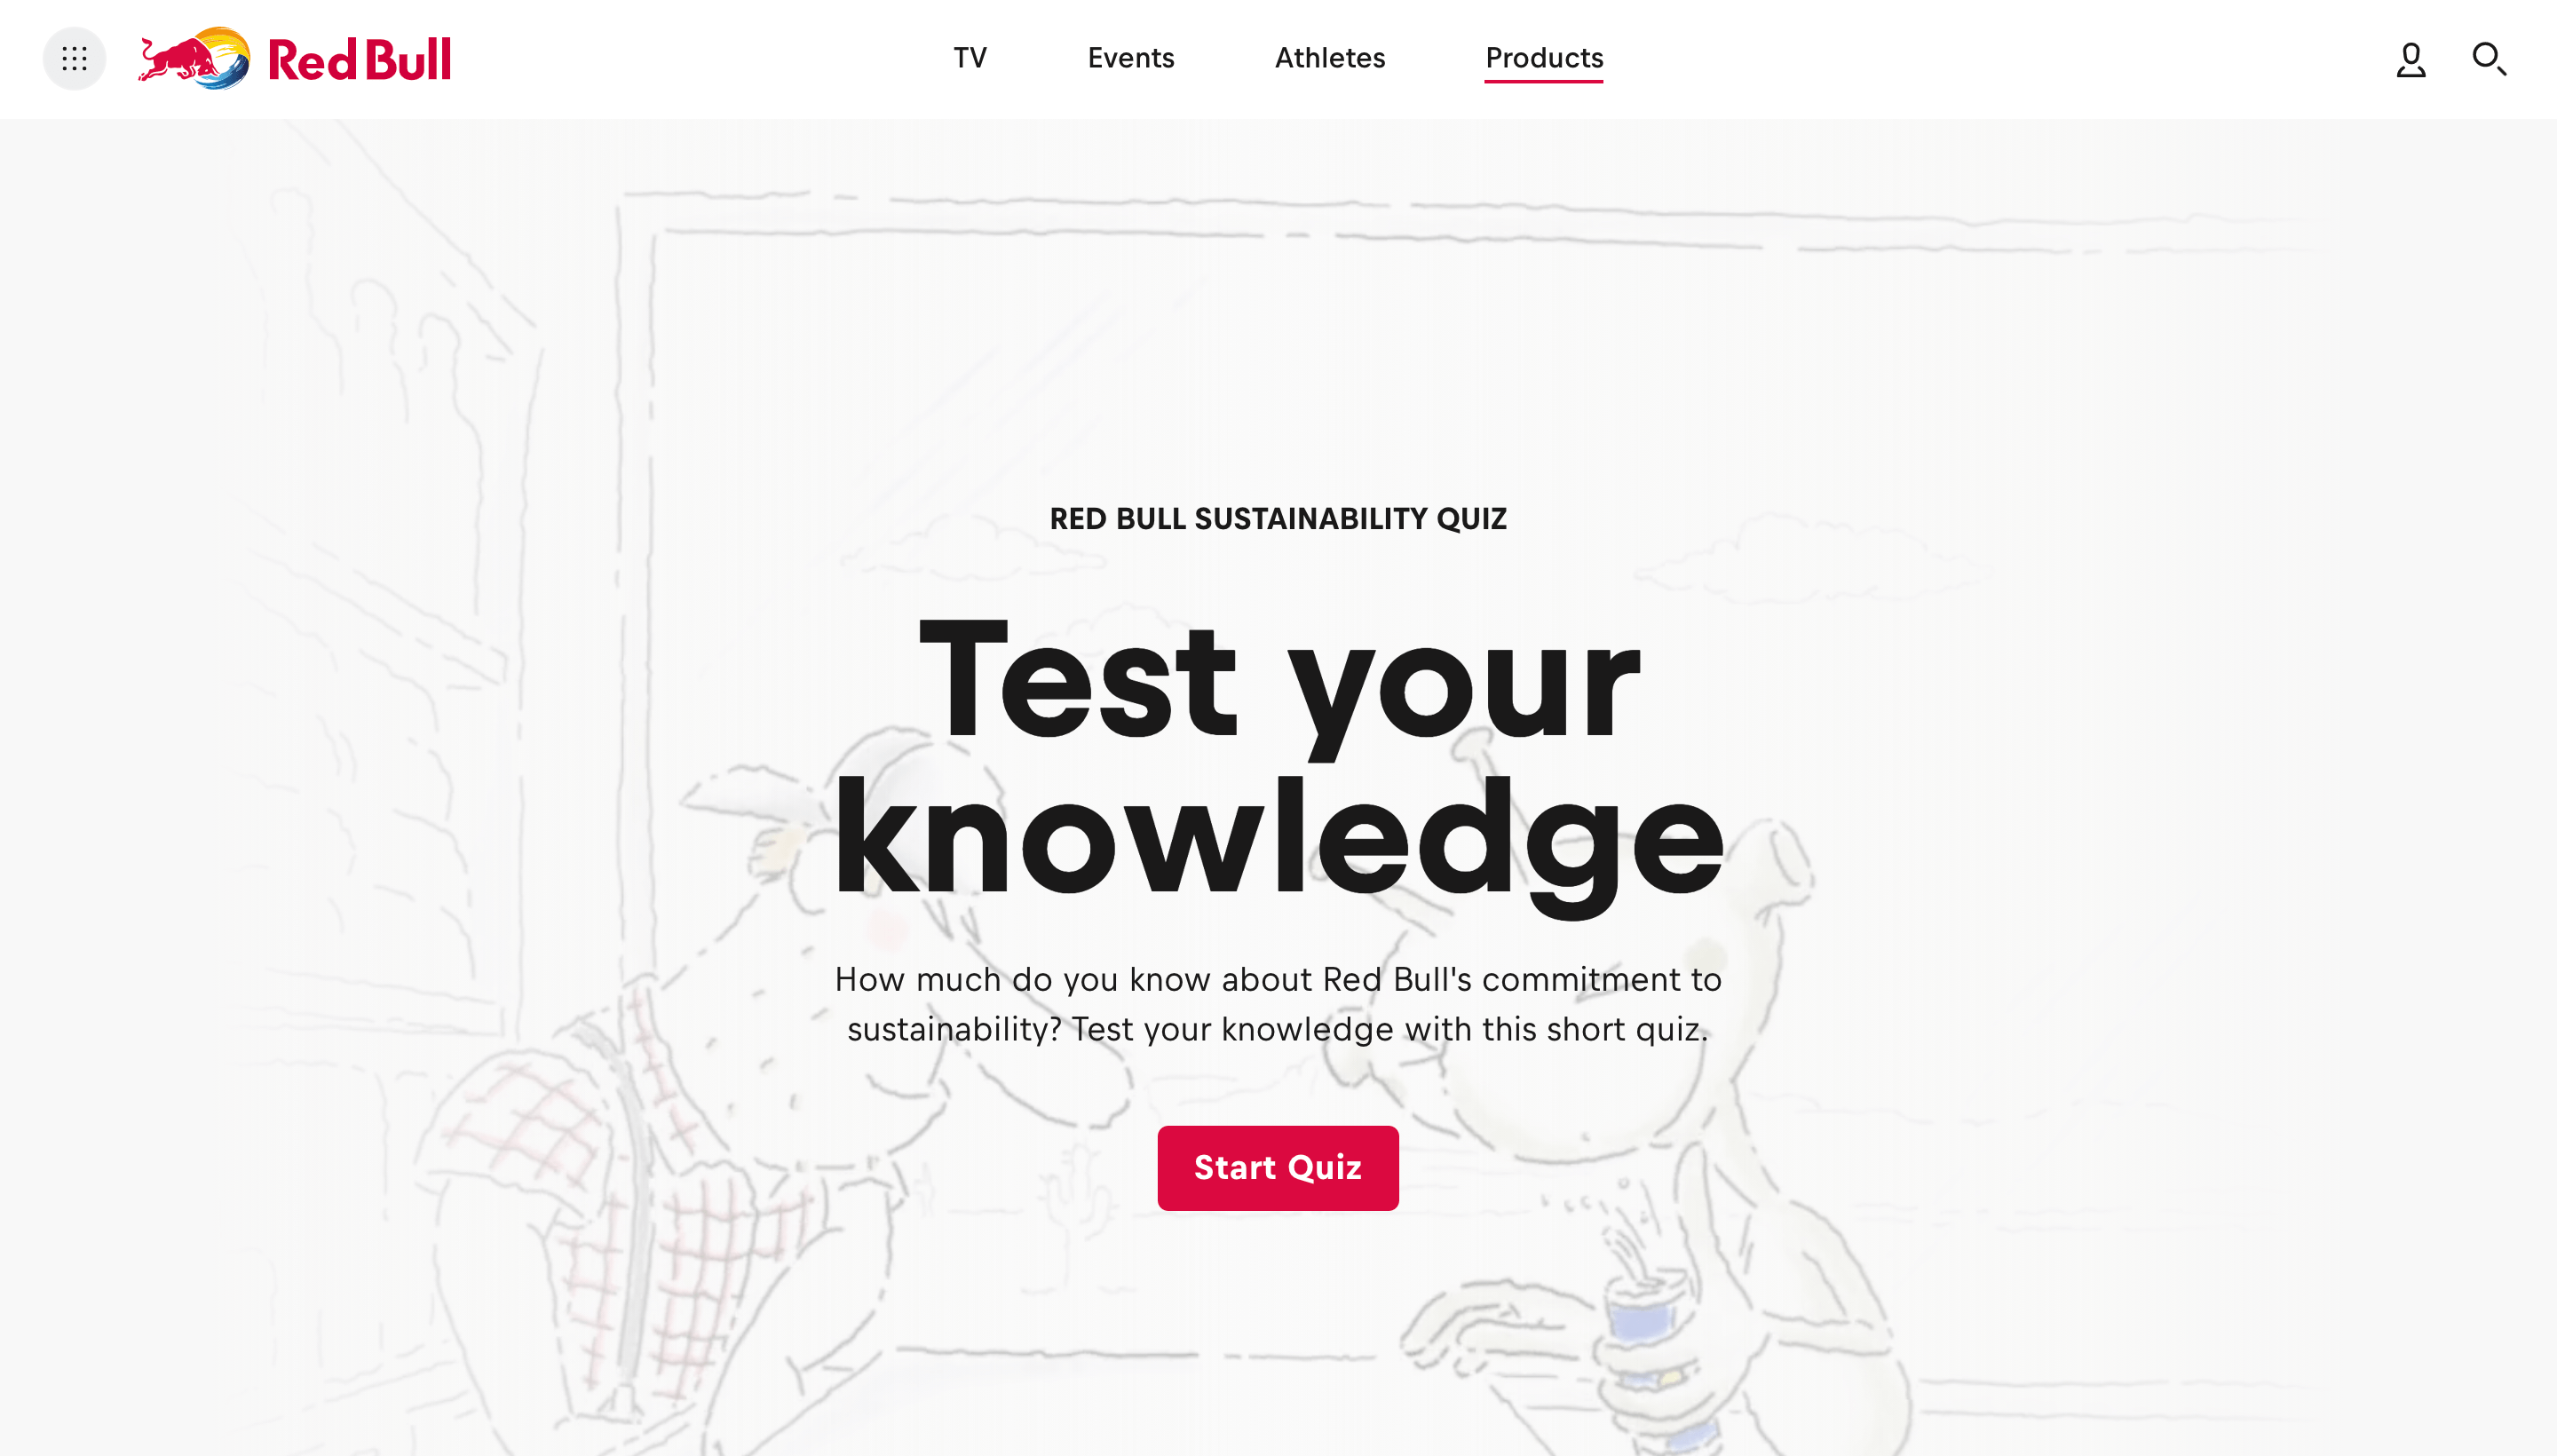 Red Bull
TV
Events
Athletes
Products
RED BULL SUSTAINABILITY QUIZ
Test your
knowledge
How much do you know about Red Bull's commitment to
sustainability? Test your knowledge with this short quiz.
Start Quiz